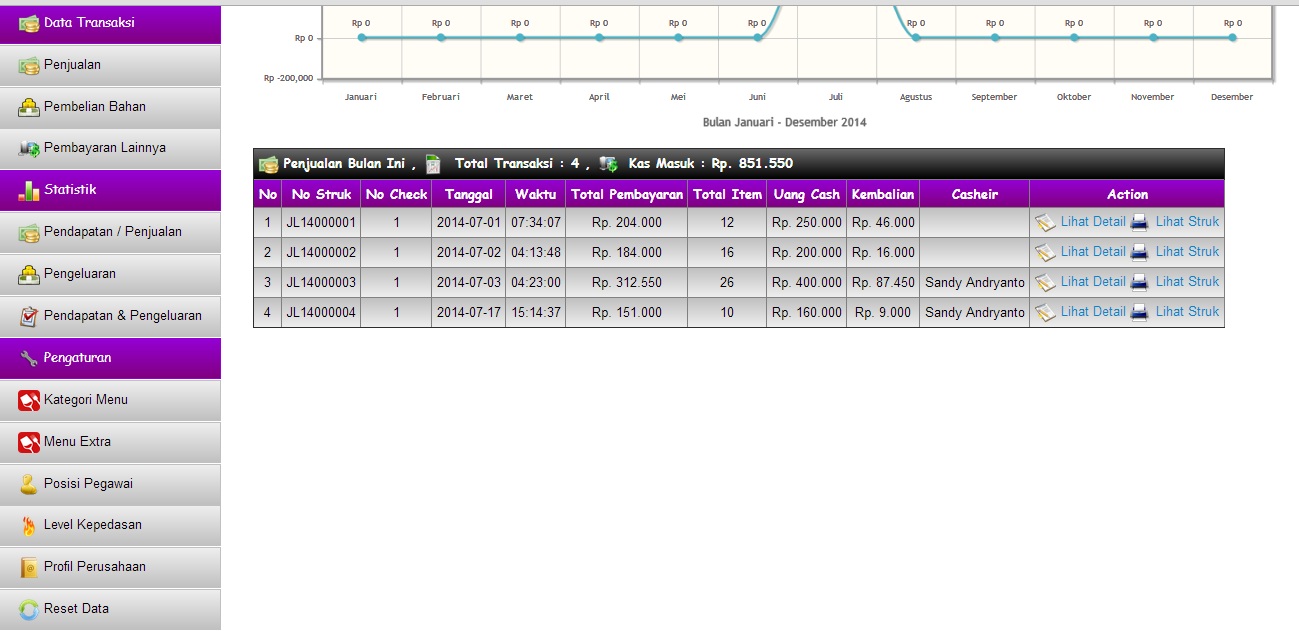 Data Transaksi
Penjualan
Pembelian Bahan
Pembayaran Lainnya
Statistik
Pendapatan / Penjualan
Pengeluaran
Pendapatan & Pengeluaran
Pengaturan
Kategori Menu
Menu Extra
Posisi Pegawai
Level Kepedasan
Profil Perusahaan
Reset Data
Rp 0 Rp 0 Rp 0 Rp 0 Rp 0 Rp 0 Rp 0 Rp 0 Rp 0 Rp 0 Rp 0
Rp 0
Rp -200,000
Januari Februari Maret April Mei Juni Juli Agustus September Oktober November Desember
Bulan Januari - Desember 2014
Penjualan Bulan Ini , Total Transaksi : 4 , Kas Masuk : Rp. 851.550
No No Struk No Check Tanggal Waktu Total Pembayaran Total Item Uang Cash Kembalian Casheir Action
1 JL14000001 1 2014-07-01 07:34:07 Rp. 204.000 12 Rp. 250.000 Rp. 46.000 Lihat Detail Lihat Struk
2 JL14000002 1 2014-07-02 04:13:48 Rp. 184.000 16 Rp. 200.000 Rp. 16.000 Lihat Detail Lihat Struk
3 JL14000003 1 2014-07-03 04:23:00 Rp. 312.550 26 Rp. 400.000 Rp. 87.450 Sandy Andryanto Lihat Detail Lihat Struk
4 JL14000004 1 2014-07-17 15:14:37 Rp. 151.000 10 Rp. 160.000 Rp. 9.000 Sandy Andryanto Lihat Detail Lihat Struk